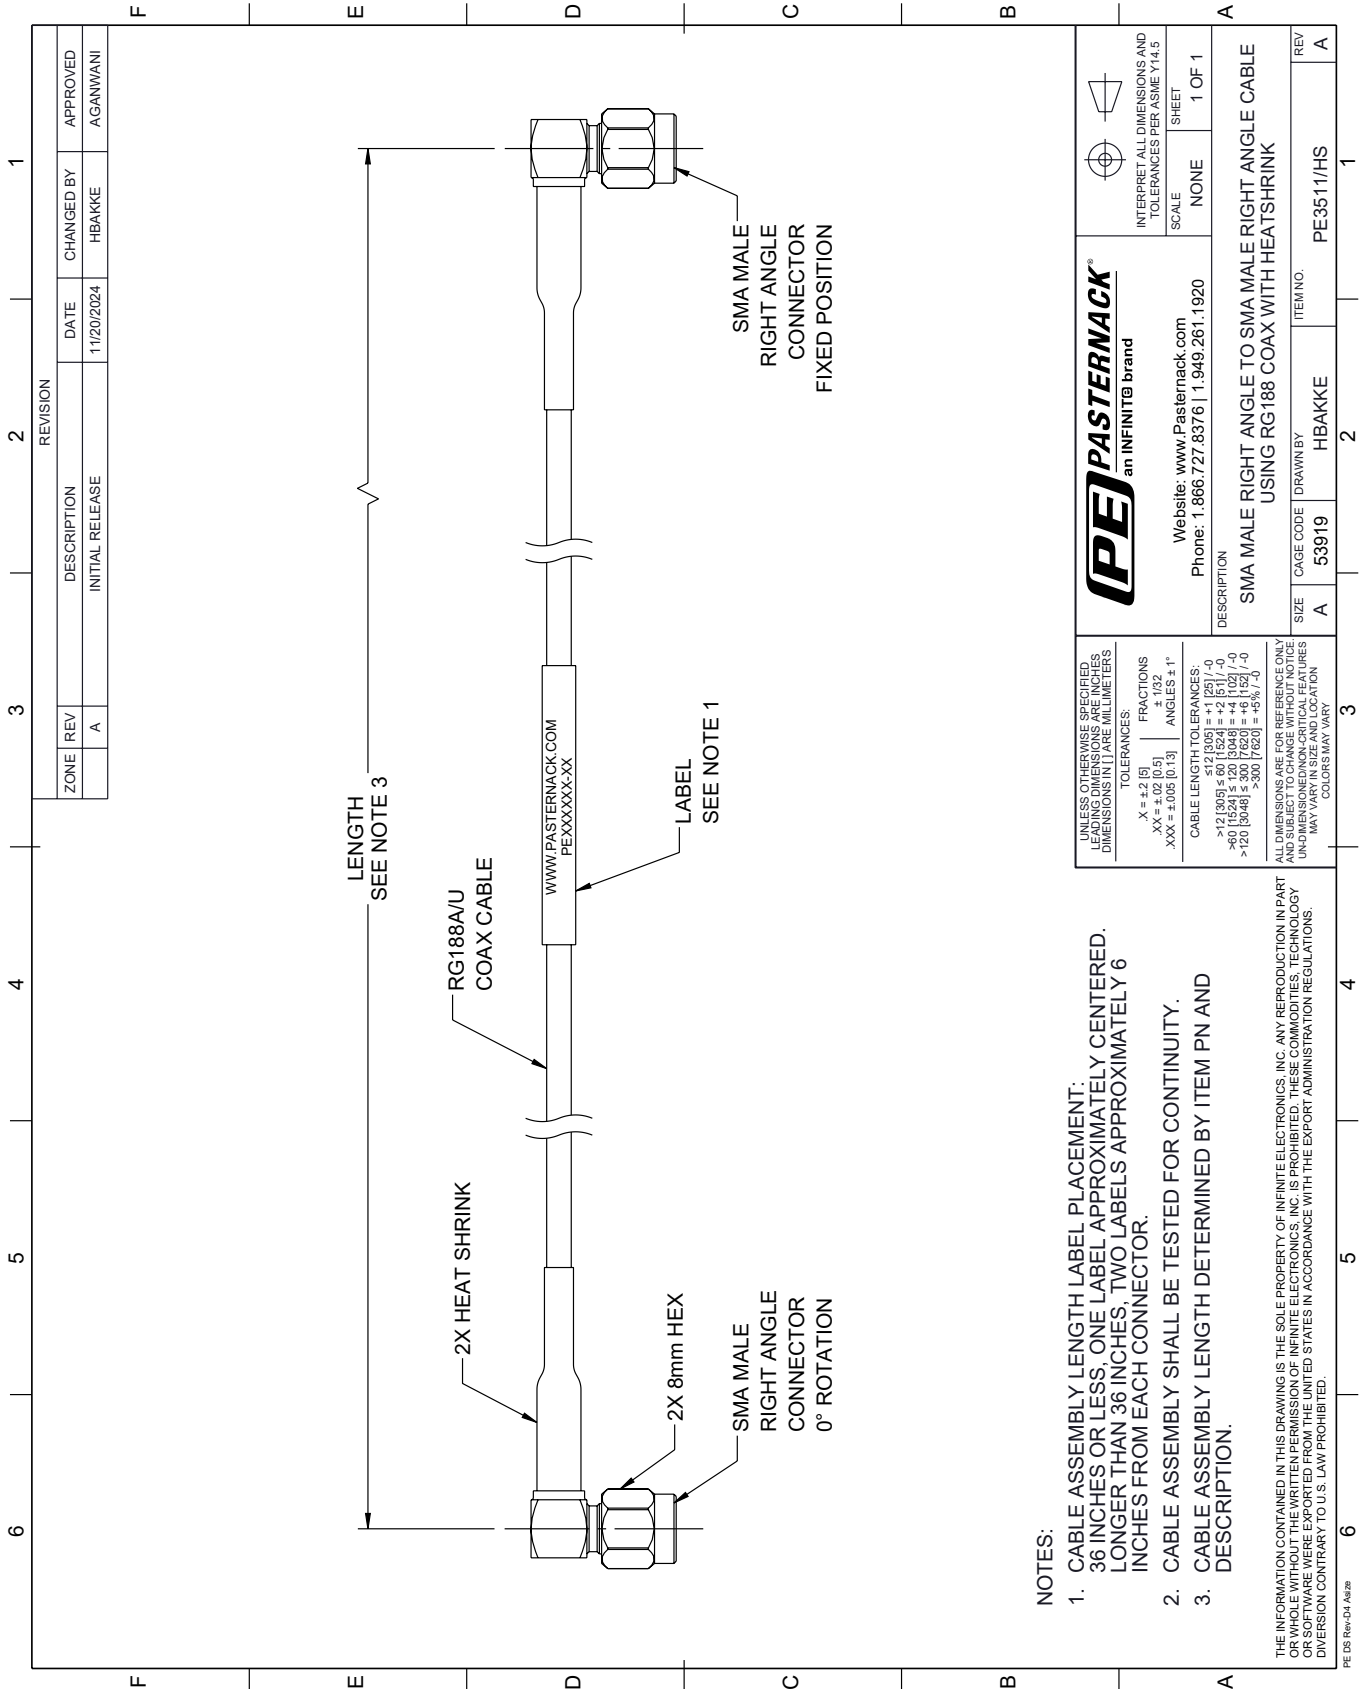 6
5
4
3
2
1
F
E
D
C
B
A
REVISION
ZONE REV DESCRIPTION DATE CHANGED BY APPROVED
A INITIAL RELEASE 11/20/2024 HBAKKE AGANWANI
LENGTH
SEE NOTE 3
2X HEAT SHRINK
RG188A/U
COAX CABLE
WWW.PASTERNACK.COM
PEXXXXXX-XX
LABEL
SEE NOTE 1
2X 8mm HEX
SMA MALE
RIGHT ANGLE
CONNECTOR
0° ROTATION
SMA MALE
RIGHT ANGLE
CONNECTOR
FIXED POSITION
NOTES:
1. CABLE ASSEMBLY LENGTH LABEL PLACEMENT:
36 INCHES OR LESS, ONE LABEL APPROXIMATELY CENTERED.
LONGER THAN 36 INCHES, TWO LABELS APPROXIMATELY 6
INCHES FROM EACH CONNECTOR.
2. CABLE ASSEMBLY SHALL BE TESTED FOR CONTINUITY.
3. CABLE ASSEMBLY LENGTH DETERMINED BY ITEM PN AND
DESCRIPTION.
THE INFORMATION CONTAINED IN THIS DRAWING IS THE SOLE PROPERTY OF INFINITE ELECTRONICS, INC. ANY REPRODUCTION IN PART
OR WHOLE WITHOUT THE WRITTEN PERMISSION OF INFINITE ELECTRONICS, INC. IS PROHIBITED. THESE COMMODITIES, TECHNOLOGY
OR SOFTWARE WERE EXPORTED FROM THE UNITED STATES IN ACCORDANCE WITH THE EXPORT ADMINISTRATION REGULATIONS.
DIVERSION CONTRARY TO U.S. LAW PROHIBITED.
UNLESS OTHERWISE SPECIFIED
LEADING DIMENSIONS ARE INCHES
DIMENSIONS IN [ ] ARE MILLIMETERS
TOLERANCES:
.X = ±.2 [5] FRACTIONS
.XX = ±.02 [0.5] ± 1/32
.XXX = ±.005 [0.13] ANGLES ± 1°
CABLE LENGTH TOLERANCES:
≤12 [305] = +1 [25] / -0
>12 [305] ≤ 60 [1524] = +2 [51] / -0
>60 [1524] ≤ 120 [3048] = +4 [102] / -0
>120 [3048] ≤ 300 [7620] = +6 [152] / -0
>300 [7620] = +5% / -0
ALL DIMENSIONS ARE FOR REFERENCE ONLY
AND SUBJECT TO CHANGE WITHOUT NOTICE.
UN-DIMENSIONED/NON-CRITICAL FEATURES
MAY VARY IN SIZE AND LOCATION
COLORS MAY VARY
PE PASTERNACK®
an INFINIT@ brand
Website: www.Pasternack.com
Phone: 1.866.727.8376 | 1.949.261.1920
INTERPRET ALL DIMENSIONS AND
TOLERANCES PER ASME Y14.5
SCALE SHEET
NONE 1 OF 1
DESCRIPTION
SMA MALE RIGHT ANGLE TO SMA MALE RIGHT ANGLE CABLE
USING RG188 COAX WITH HEATSHRINK
SIZE CAGE CODE DRAWN BY ITEM NO. REV
A 53919 HBAKKE PE3511/HS A
PE DS Rev-D4 Asize
6
5
4
3
2
1
F
E
D
C
B
A